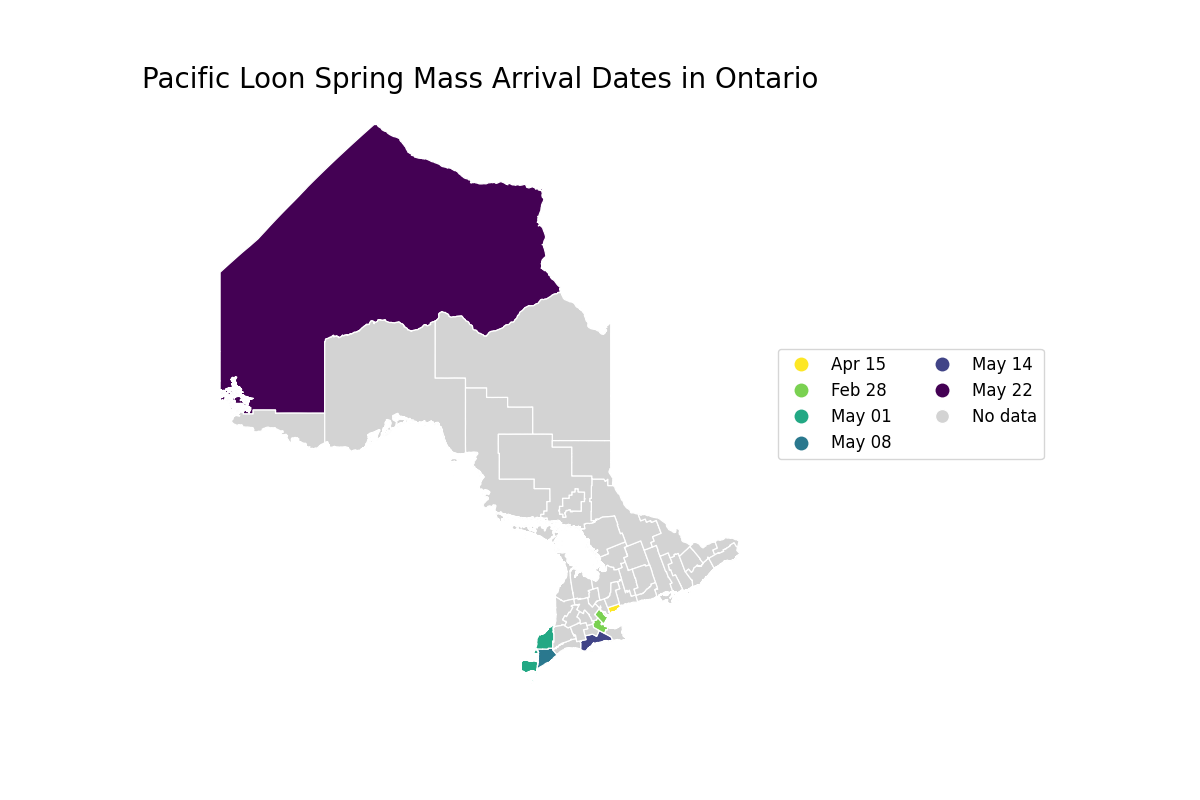 Pacific Loon Spring Mass Arrival Dates in Ontario
Apr 15
Feb 28
May 01
May 08
May 14
May 22
No data